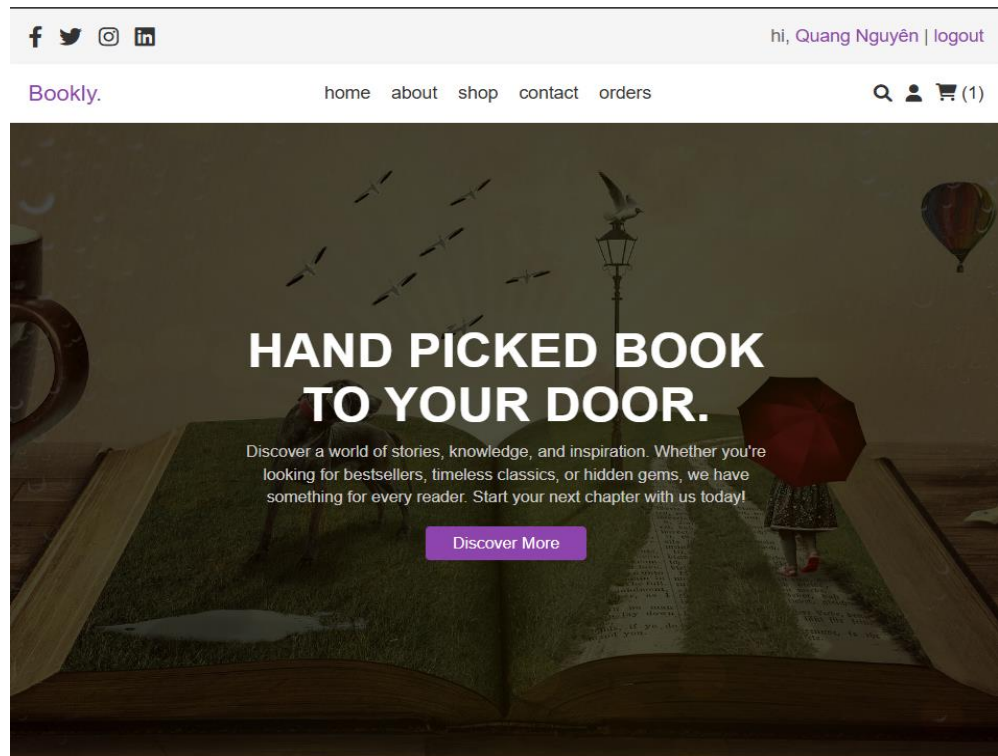 hi, Quang Nguyên | logout
Bookly.
home about shop contact orders
(1)
HAND PICKED BOOK
TO YOUR DOOR.
Discover a world of stories, knowledge, and inspiration. Whether you're
looking for bestsellers, timeless classics, or hidden gems, we have
something for every reader. Start your next chapter with us today!
Discover More